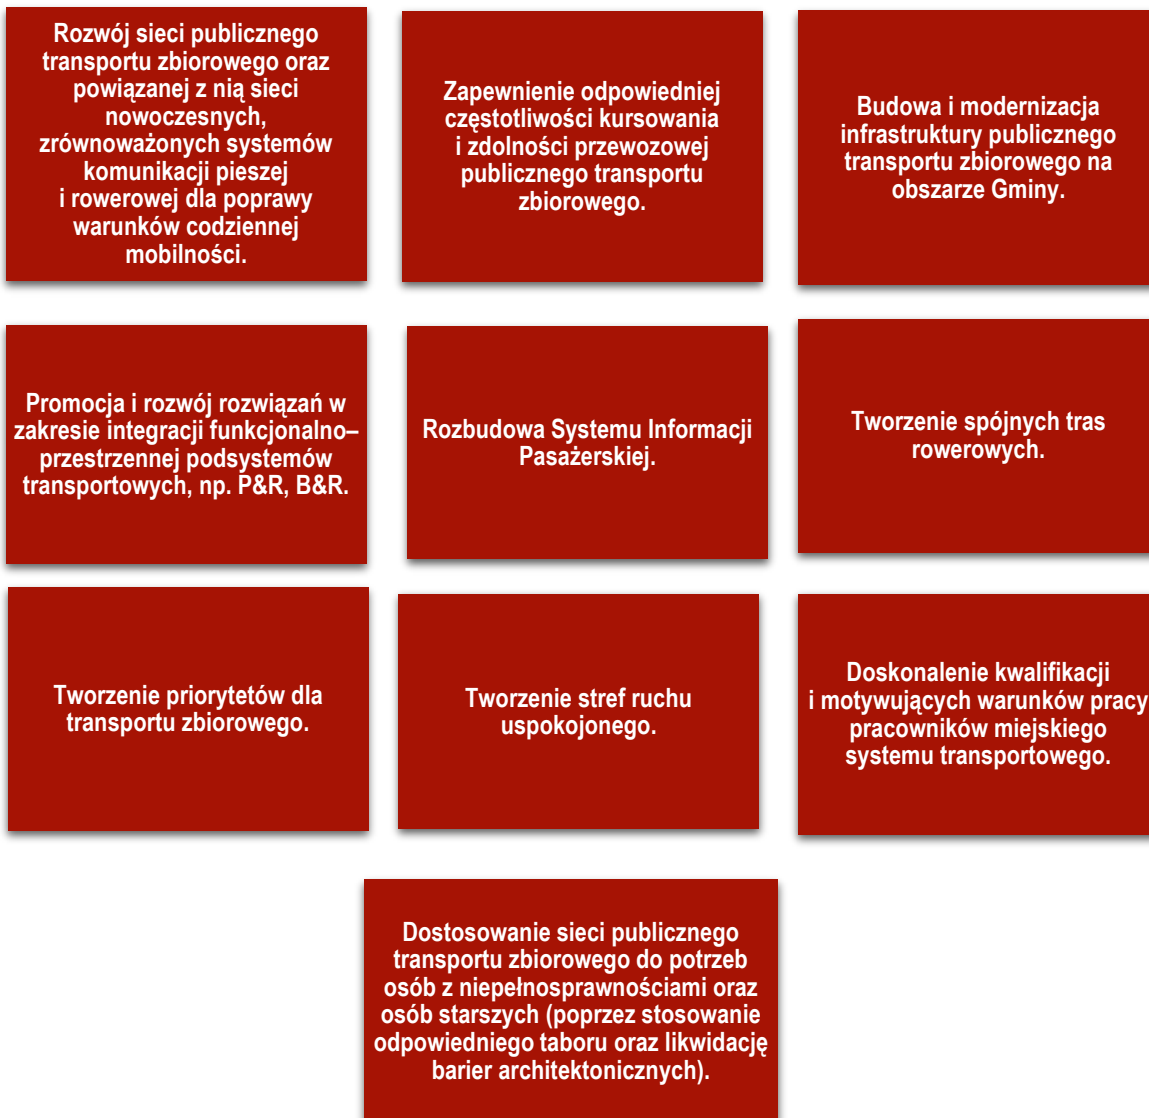 Rozwój sieci publicznego
transportu zbiorowego oraz
powiązanej z nią sieci
nowoczesnych,
zrównoważonych systemów
komunikacji pieszej
i rowerowej dla poprawy
warunków codziennej
mobilności.
Zapewnienie odpowiedniej
częstotliwości kursowania
i zdolności przewozowej
publicznego transportu
zbiorowego.
Budowa i modernizacja
infrastruktury publicznego
transportu zbiorowego na
obszarze Gminy.
Promocja i rozwój rozwiązań w
zakresie integracji funkcjonalno–
przestrzennej podsystemów
transportowych, np. P&R, B&R.
Rozbudowa Systemu Informacji
Pasażerskiej.
Tworzenie spójnych tras
rowerowych.
Tworzenie priorytetów dla
transportu zbiorowego.
Tworzenie stref ruchu
uspokojonego.
Doskonalenie kwalifikacji
i motywujących warunków pracy
pracowników miejskiego
systemu transportowego.
Dostosowanie sieci publicznego
transportu zbiorowego do potrzeb
osób z niepełnosprawnościami oraz
osób starszych (poprzez stosowanie
odpowiedniego taboru oraz likwidację
barier architektonicznych).